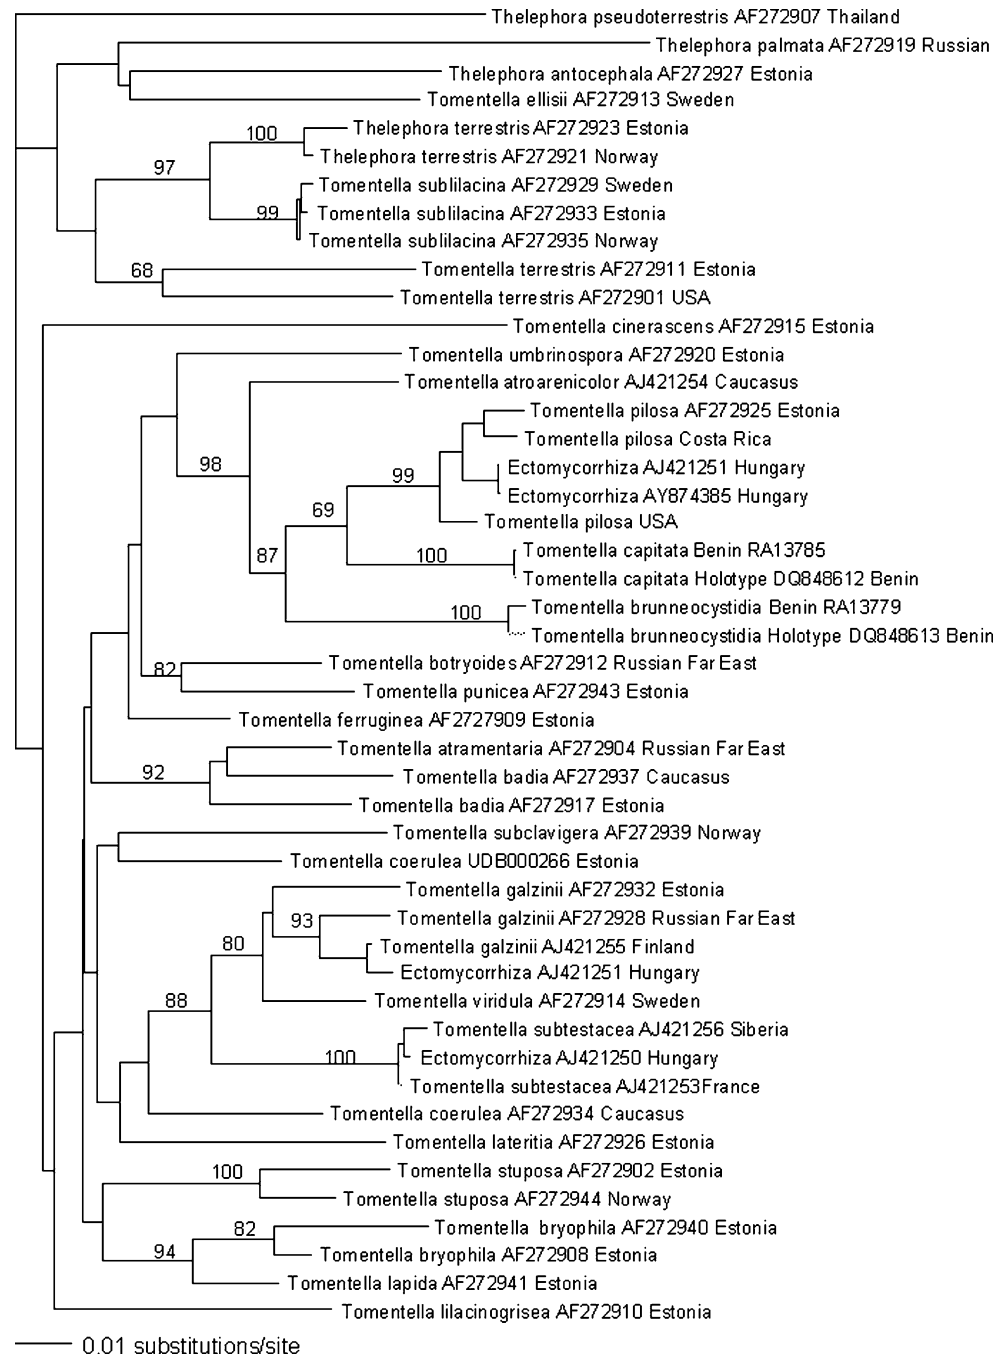 Thelephora pseudoterrestris AF272907 Thailand
Thelephora palmata AF272919 Russian
Thelephora antocephala AF272927 Estonia
Tomentella ellisii AF272913 Sweden
Thelephora terrestris AF272923 Estonia
100
Thelephora terrestris AF272921 Norway
97
Tomentella sublilacina AF272929 Sweden
99
Tomentella sublilacina AF272933 Estonia
Tomentella sublilacina AF272935 Norway
68
Tomentella terrestris AF272911 Estonia
Tomentella terrestris AF272901 USA
Tomentella cinerascens AF272915 Estonia
Tomentella umbrinospora AF272920 Estonia
Tomentella atroarenicolor AJ421254 Caucasus
Tomentella pilosa AF272925 Estonia
Tomentella pilosa Costa Rica
98
Ectomycorrhiza AJ421251 Hungary
99
Ectomycorrhiza AY874385 Hungary
69
Tomentella pilosa USA
87
100
Tomentella capitata Benin RA13785
Tomentella capitata Holotype DQ848612 Benin
100
Tomentella brunneocystidia Benin RA13779
Tomentella brunneocystidia Holotype DQ848613 Benin
82
Tomentella botryoides AF272912 Russian Far East
Tomentella punicea AF272943 Estonia
Tomentella ferruginea AF2727909 Estonia
Tomentella atramentaria AF272904 Russian Far East
92
Tomentella badia AF272937 Caucasus
Tomentella badia AF272917 Estonia
Tomentella subclavigera AF272939 Norway
Tomentella coerulea UDB000266 Estonia
Tomentella galzinii AF272932 Estonia
93
Tomentella galzinii AF272928 Russian Far East
80
Tomentella galzinii AJ421255 Finland
Ectomycorrhiza AJ421251 Hungary
88
Tomentella viridula AF272914 Sweden
Tomentella subtestacea AJ421256 Siberia
100
Ectomycorrhiza AJ421250 Hungary
Tomentella subtestacea AJ421253France
Tomentella coerulea AF272934 Caucasus
Tomentella lateritia AF272926 Estonia
100
Tomentella stuposa AF272902 Estonia
Tomentella stuposa AF272944 Norway
82
Tomentella bryophila AF272940 Estonia
94
Tomentella bryophila AF272908 Estonia
Tomentella lapida AF272941 Estonia
Tomentella lilacinogrisea AF272910 Estonia
0.01 substitutions/site